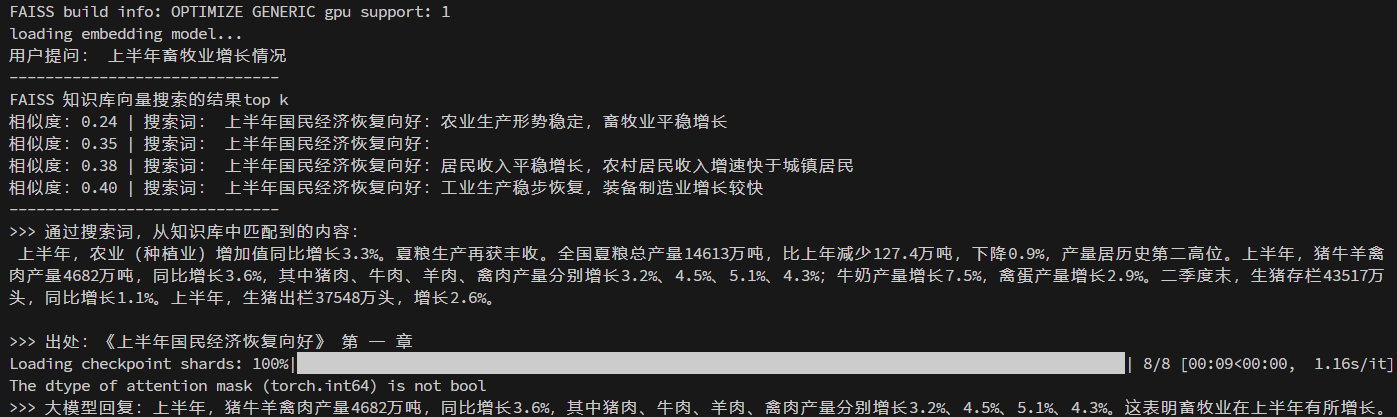 FAISS build info: OPTIMIZE GENERIC gpu support: 1
loading embedding model...
用户提问： 上半年畜牧业增长情况
------------------------------
FAISS 知识库向量搜索的结果top k
相似度：0.24 | 搜索词： 上半年国民经济恢复向好：农业生产形势稳定，畜牧业平稳增长
相似度：0.35 | 搜索词： 上半年国民经济恢复向好：
相似度：0.38 | 搜索词： 上半年国民经济恢复向好：居民收入平稳增长，农村居民收入增速快于城镇居民
相似度：0.40 | 搜索词： 上半年国民经济恢复向好：工业生产稳步恢复，装备制造业增长较快
------------------------------
>>> 通过搜索词，从知识库中匹配到的内容：
上半年，农业（种植业）增加值同比增长3.3%。夏粮生产再获丰收。全国夏粮总产量14613万吨，比上年减少127.4万吨，下降0.9%，产量居历史第二高位。上半年，猪牛羊禽
肉产量4682万吨，同比增长3.6%，其中猪肉、牛肉、羊肉、禽肉产量分别增长3.2%、4.5%、5.1%、4.3%；牛奶产量增长7.5%，禽蛋产量增长2.9%。二季度末，生猪存栏43517万
头，同比增长1.1%。上半年，生猪出栏37548万头，增长2.6%。
>>> 出处：《上半年国民经济恢复向好》 第 一 章
Loading checkpoint shards: 100%|| 8/8 [00:09<00:00,  1.16s/it]
The dtype of attention mask (torch.int64) is not bool
>>> 大模型回复：上半年，猪牛羊禽肉产量4682万吨，同比增长3.6%，其中猪肉、牛肉、羊肉、禽肉产量分别增长3.2%、4.5%、5.1%、4.3%。这表明畜牧业在上半年有所增长。